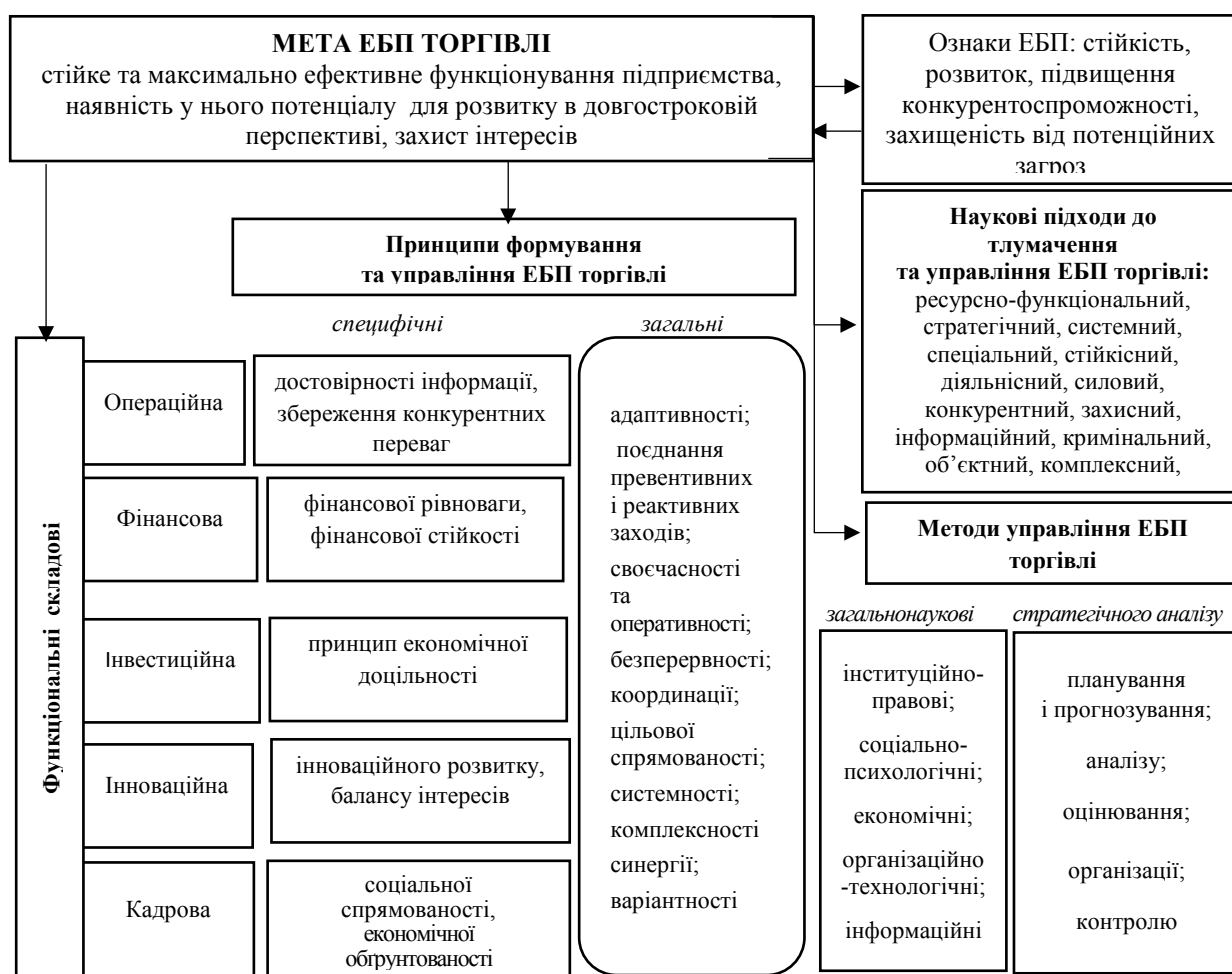 МЕТА ЕБП ТОРГІВЛІ
стійке та максимально ефективне функціонування підприємства,
наявність у нього потенціалу для розвитку в довгостроковій
перспективі, захист інтересів
Ознаки ЕБП: стійкість,
розвиток, підвищення
конкурентоспроможності,
захищеність від потенційних
загроз
Принципи формування
та управління ЕБП торгівлі
Наукові підходи до
тлумачення
та управління ЕБП торгівлі:
ресурсно-функціональний,
стратегічний, системний,
спеціальний, стійкісний,
діяльнісний, силовий,
конкурентний, захисний,
інформаційний, кримінальний,
об’єктний, комплексний,
специфічні
загальні
Функціональні складові
Операційна
достовірності інформації,
збереження конкурентних
переваг
Фінансова
фінансової рівноваги,
фінансової стійкості
Інвестиційна
принцип економічної
доцільності
Інноваційна
інноваційного розвитку,
балансу інтересів
Кадрова
соціальної
спрямованості,
економічної
обґрунтованості
адаптивності;
поєднання
превентивних
і реактивних
заходів;
своєчасності
та
оперативності;
безперервності;
координації;
цільової
спрямованості;
системності;
комплексності
синергії;
варіантності
Методи управління ЕБП
торгівлі
загальнонаукові
стратегічного аналізу
інституційно-
правові;
соціально-
психологічні;
економічні;
організаційно
-технологічні;
інформаційні
планування
і прогнозування;
аналізу;
оцінювання;
організації;
контролю